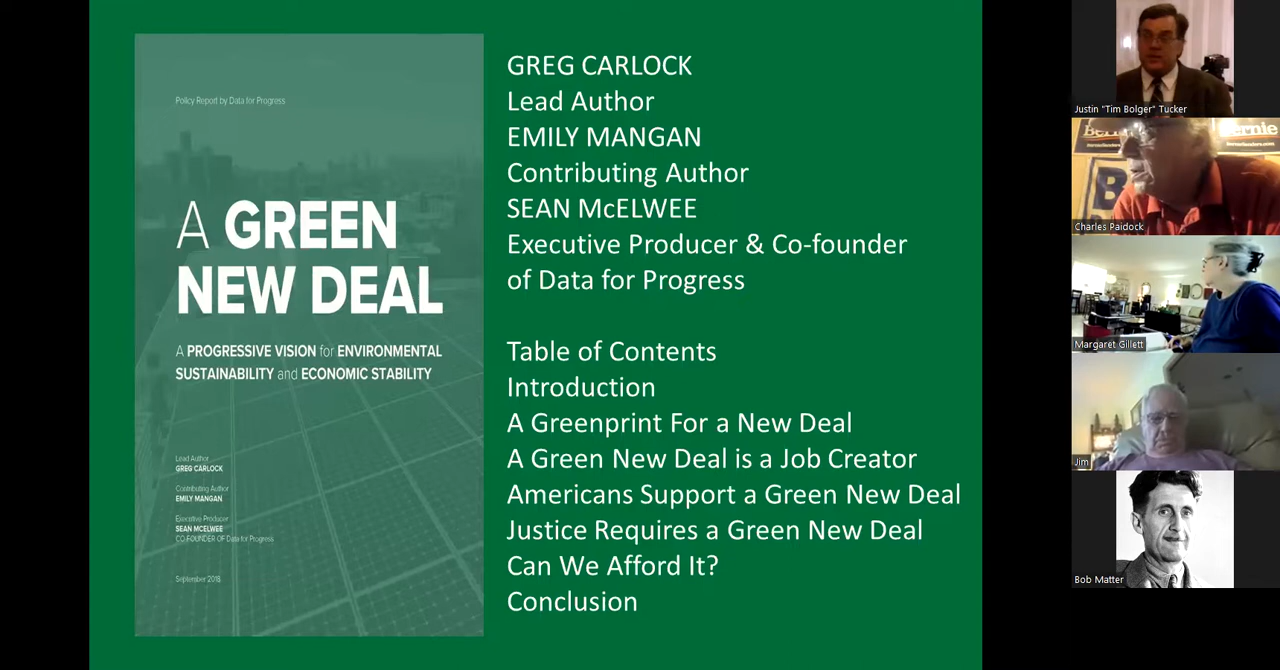 Policy Report by Data for Progress
A GREEN
NEW DEAL
A PROGRESSIVE VISION for ENVIRONMENTAL
SUSTAINABILITY and ECONOMIC STABILITY
Lead Author
GREG CARLOCK
Contributing Author
EMILY MANGAN
Executive Producer
SEAN MCELWEE
CO-FOUNDER OF Data for Progress
September 2018
GREG CARLOCK
Lead Author
EMILY MANGAN
Contributing Author
SEAN McELWEE
Executive Producer & Co-founder
of Data for Progress
Table of Contents
Introduction
A Greenprint For a New Deal
A Green New Deal is a Job Creator
Americans Support a Green New Deal
Justice Requires a Green New Deal
Can We Afford It?
Conclusion
Justin "Tim Bolger" Tucker
Bernie
Charles Paidock
Margaret Gillett
Jim
Bob Matter